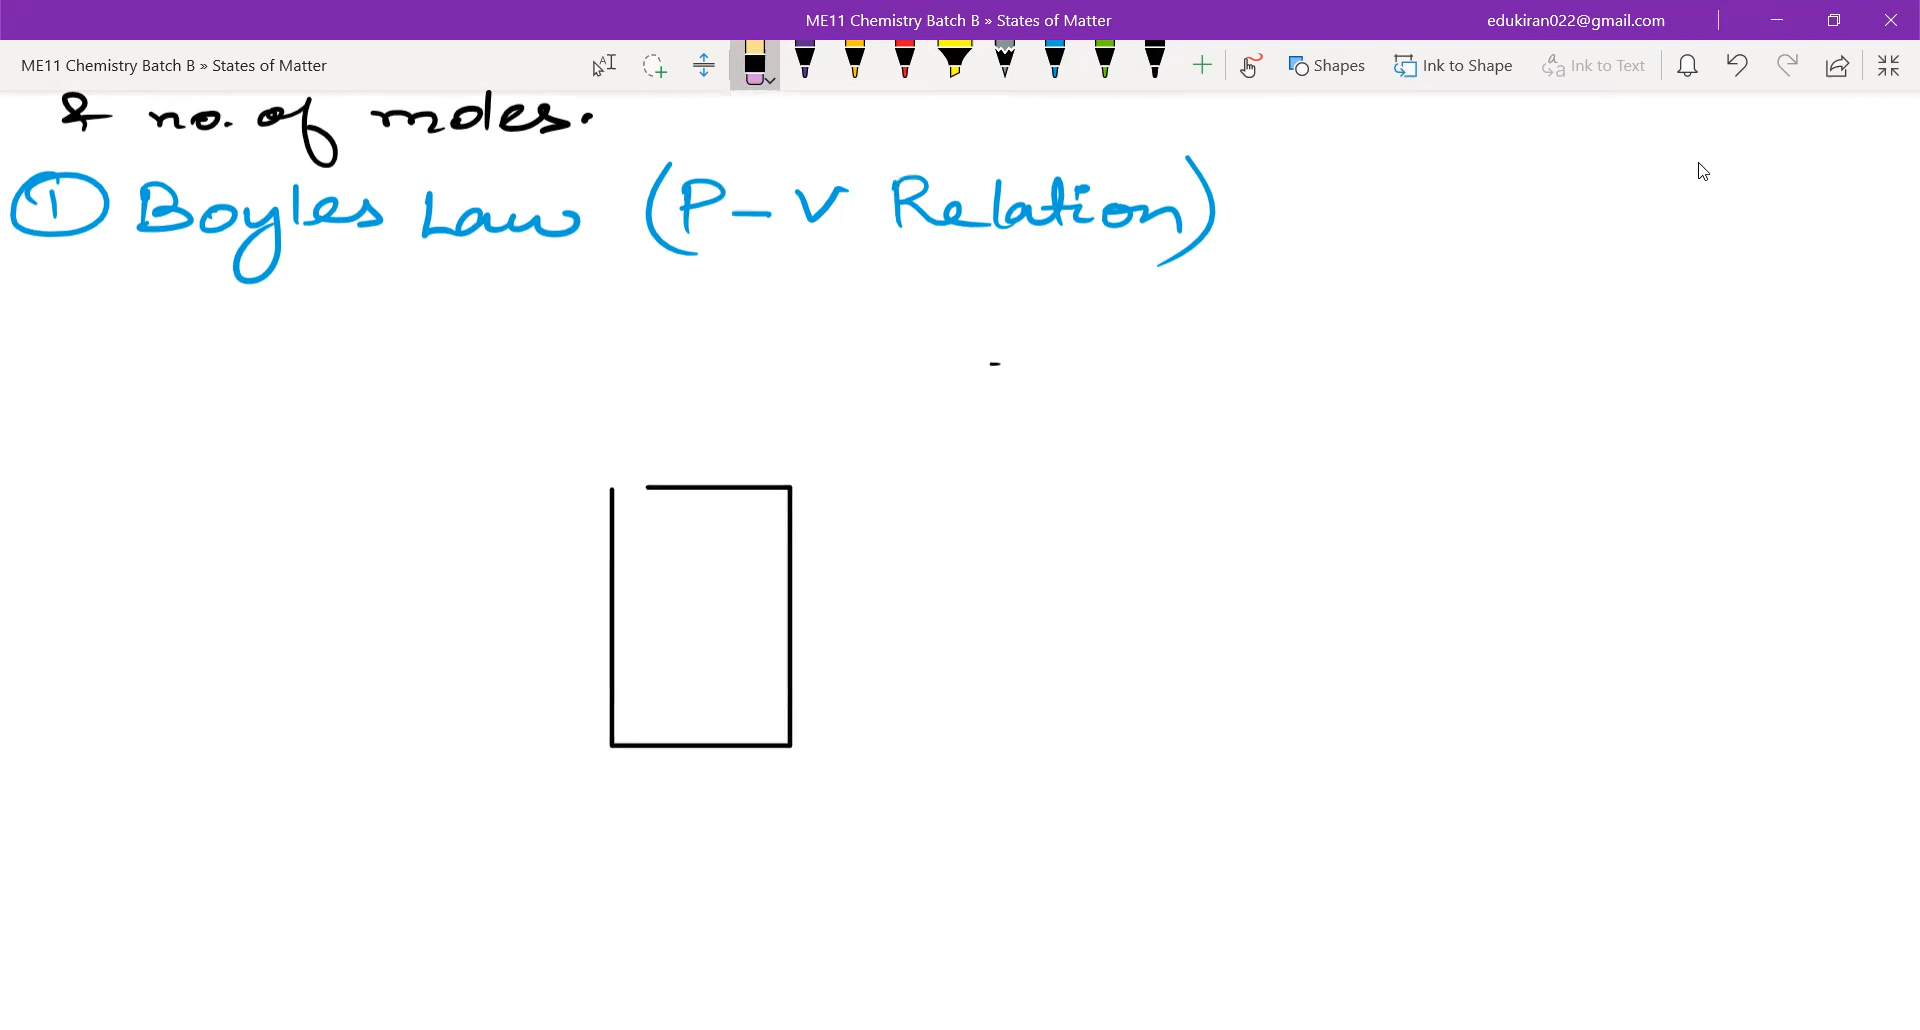 ME11 Chemistry Batch B » States of Matter
edukiran022@gmail.com
ME11 Chemistry Batch B » States of Matter
Shapes
Ink to Shape
Ink to Text
& no. of moles.
① Boyles Law (P - V Relation)